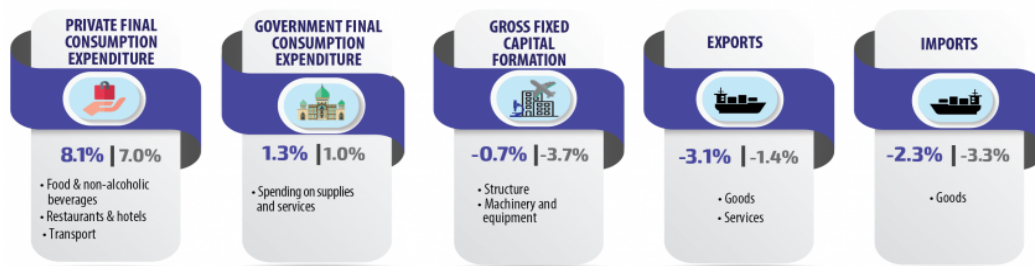 PRIVATE FINAL
CONSUMPTION
EXPENDITURE
8.1% | 7.0%
• Food & non-alcoholic
beverages
• Restaurants & hotels
• Transport
GOVERNMENT FINAL
CONSUMPTION
EXPENDITURE
1.3% | 1.0%
• Spending on supplies
and services
GROSS FIXED
CAPITAL
FORMATION
-0.7% | -3.7%
• Structure
• Machinery and
equipment
EXPORTS
-3.1% | -1.4%
• Goods
• Services
IMPORTS
-2.3% | -3.3%
• Goods